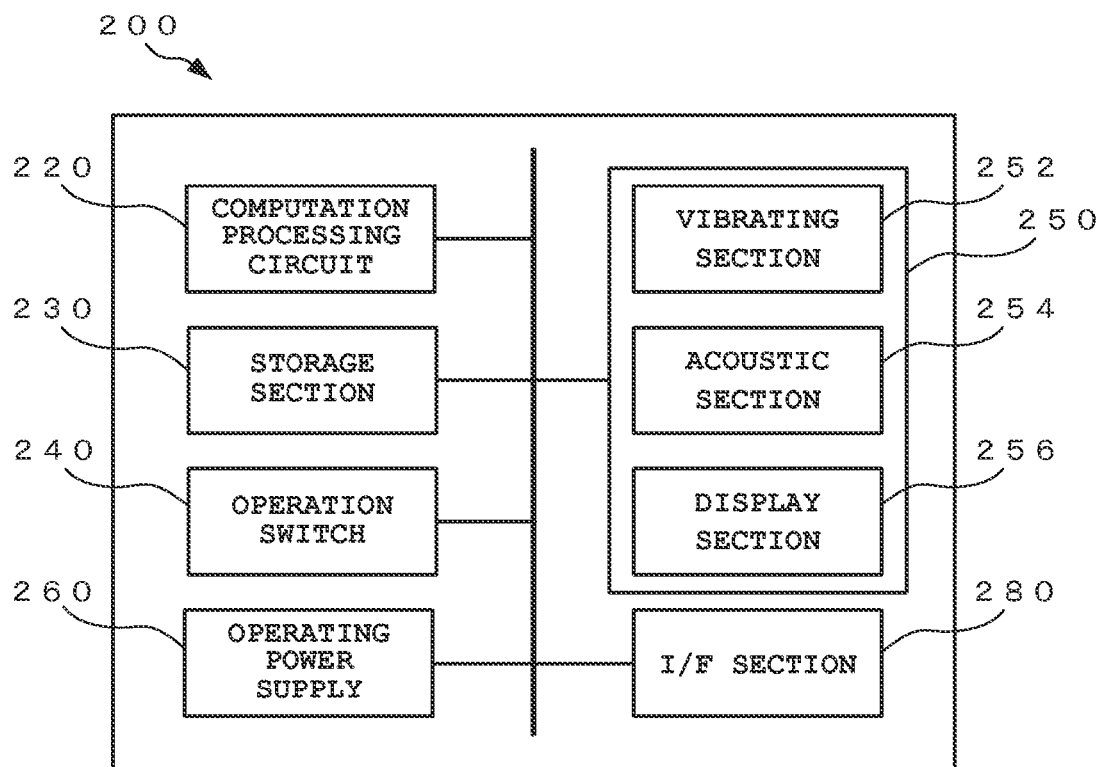 200
220
COMPUTATION
PROCESSING
CIRCUIT
230
STORAGE
SECTION
240
OPERATION
SWITCH
260
OPERATING
POWER
SUPPLY
252
VIBRATING
SECTION
250
254
ACOUSTIC
SECTION
256
DISPLAY
SECTION
280
I/F SECTION